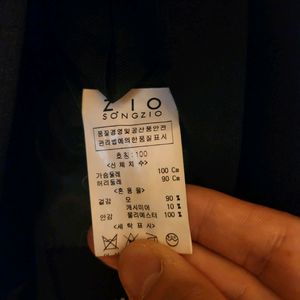 ZIO
SONGZIO
품질경영및공산품안전
관리법에의한품질표시
호칭:100
<신체치수>
가슴둘레 100 Cm
허리둘레 90 Cm
<혼용율>
겉감 모 90 %
캐시미어 10 %
안감 폴리에스터 100 %
<세탁표시>